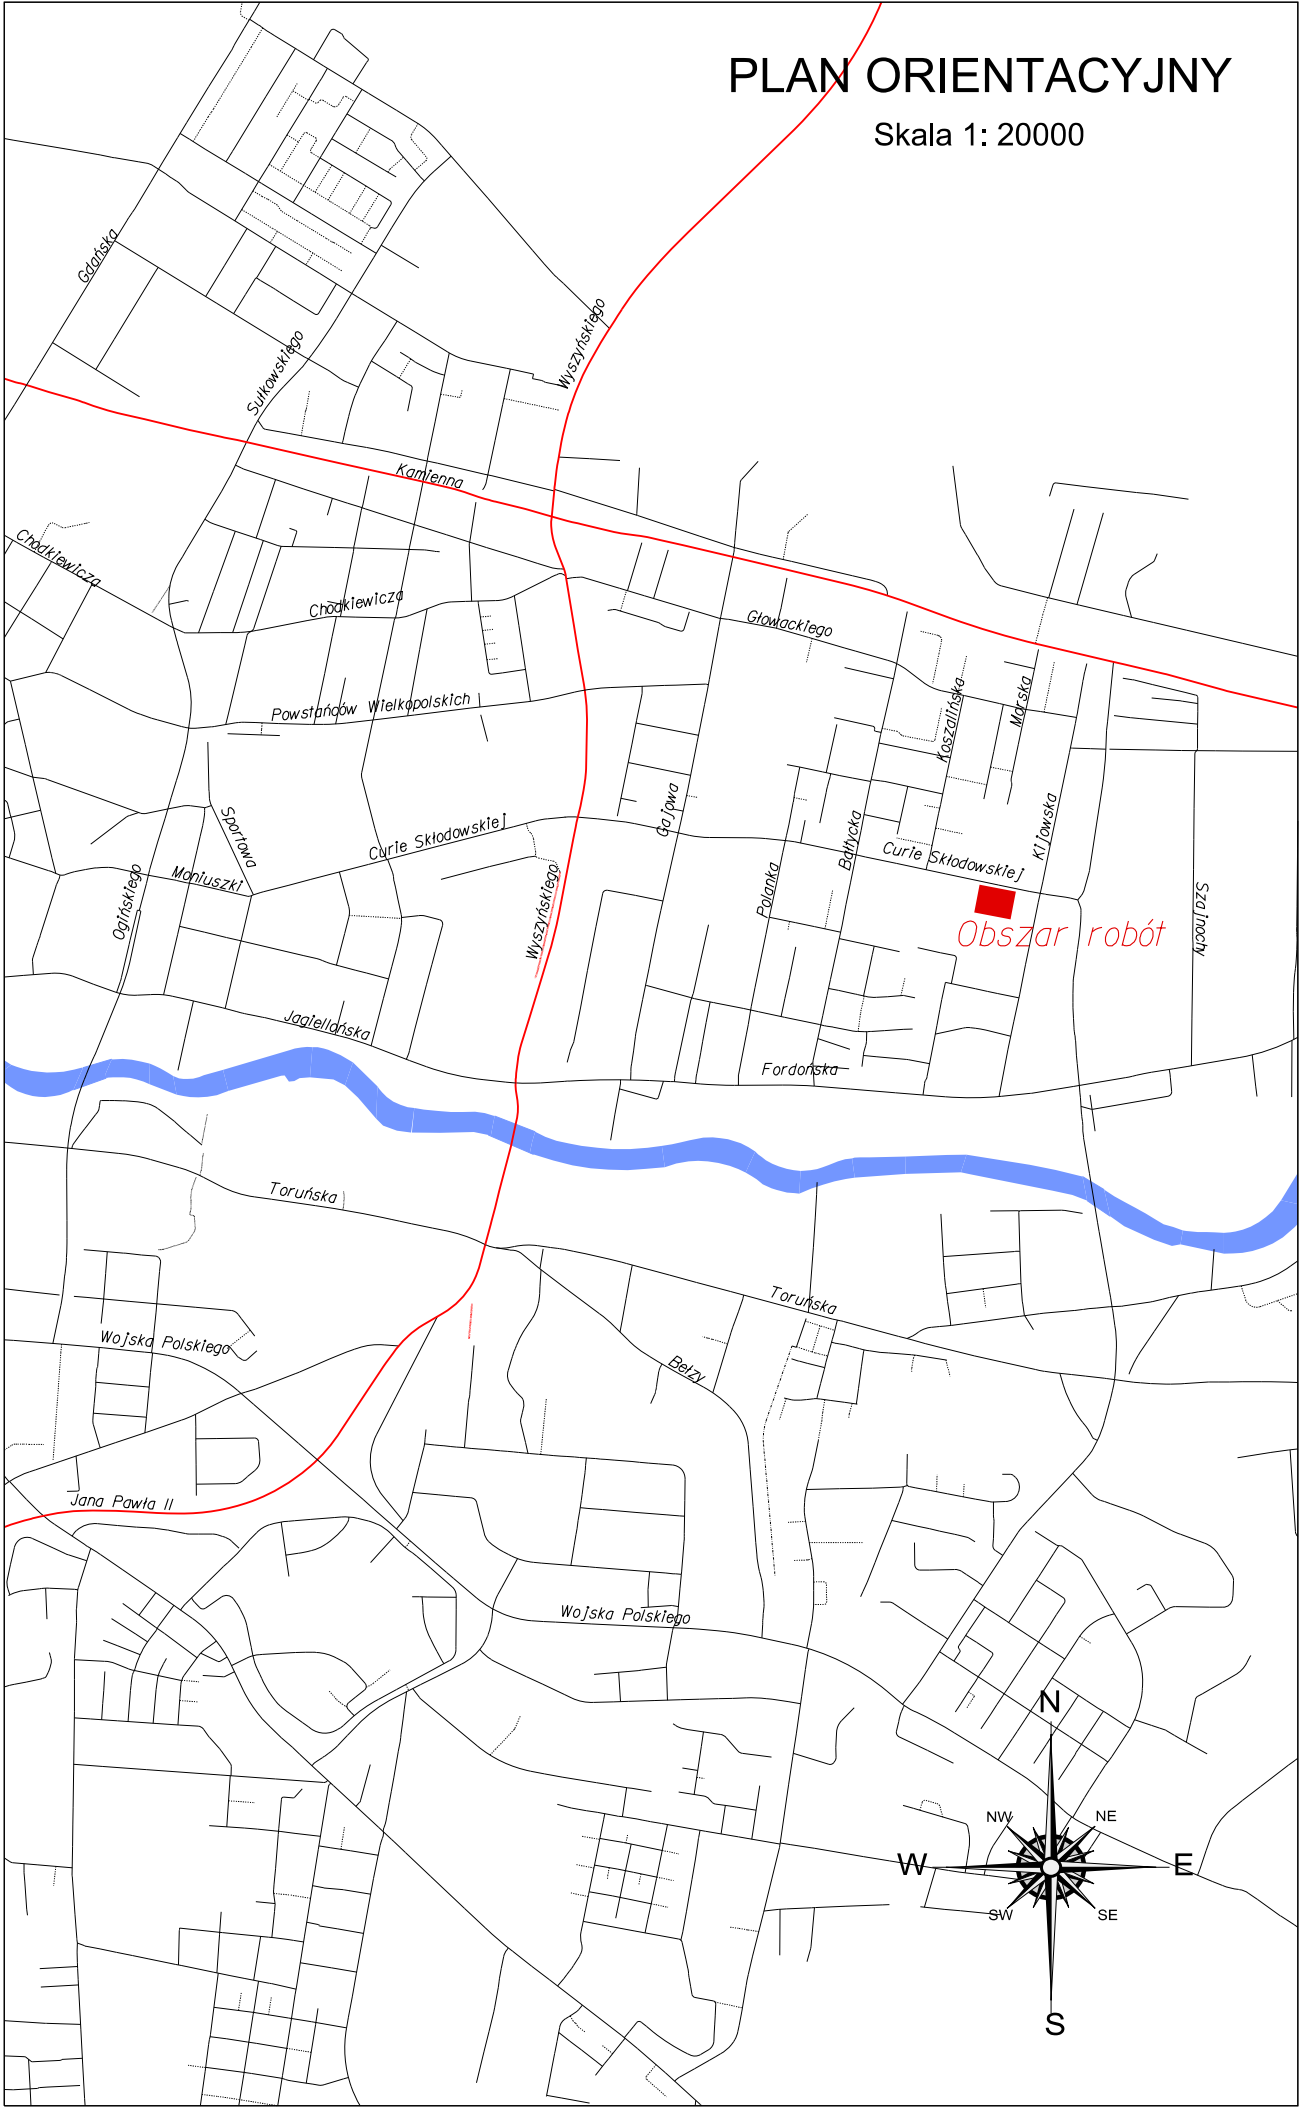 PLAN ORIENTACYJNY
Skala 1: 20000
Gdańska
Sułkowskiego
Wyszyńskiego
Kamienna
Chodkiewicza
Chodkiewicza
Głowackiego
Powstańców Wielkopolskich
Koszalińska
Morska
Sportowa
Gajowa
Bałtycka
Kijowska
Curie Skłodowskiej
Curie Skłodowskiej
Moniuszki
Ogińskiego
Wyszyńskiego
Polanka
Szajnochy
Obszar robót
Jagiellońska
Fordońska
Toruńska
Toruńska
Wojska Polskiego
Bełzy
Jana Pawła II
Wojska Polskiego
N
NW
NE
W
E
SW
SE
S